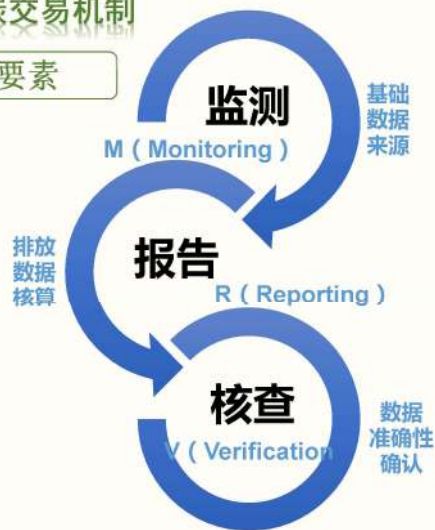 碳交易机制
要素
监测
M（Monitoring）
基础
数据
来源
报告
R（Reporting）
排放
数据
核算
核查
V（Verification
数据
准确性
确认